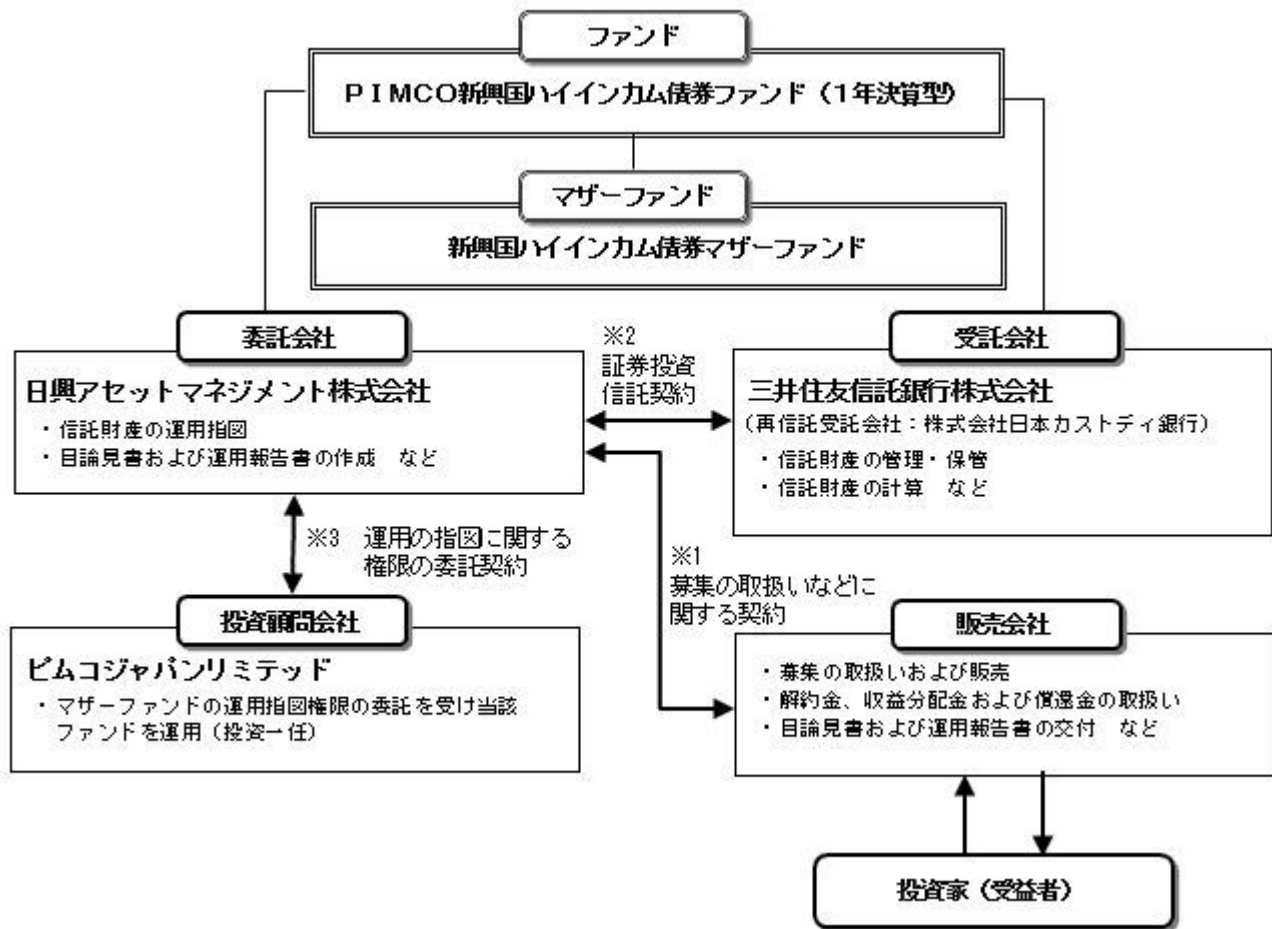 ファンド
PIMCO新興国ハイインカム債券ファンド（1年決算型）
マザーファンド
新興国ハイインカム債券マザーファンド
委託会社
日興アセットマネジメント株式会社
・信託財産の運用指図
・目論見書および運用報告書の作成　など
※2
証券投資
信託契約
受託会社
三井住友信託銀行株式会社
（再信託受託会社：株式会社日本カストディ銀行）
・信託財産の管理・保管
・信託財産の計算　など
※3　運用の指図に関する
権限の委託契約
※1
募集の取扱いなどに
関する契約
投資顧問会社
ピムコジャパンリミテッド
・マザーファンドの運用指図権限の委託を受け当該
ファンドを運用（投資一任）
販売会社
・募集の取扱いおよび販売
・解約金、収益分配金および償還金の取扱い
・目論見書および運用報告書の交付　など
投資家（受益者）